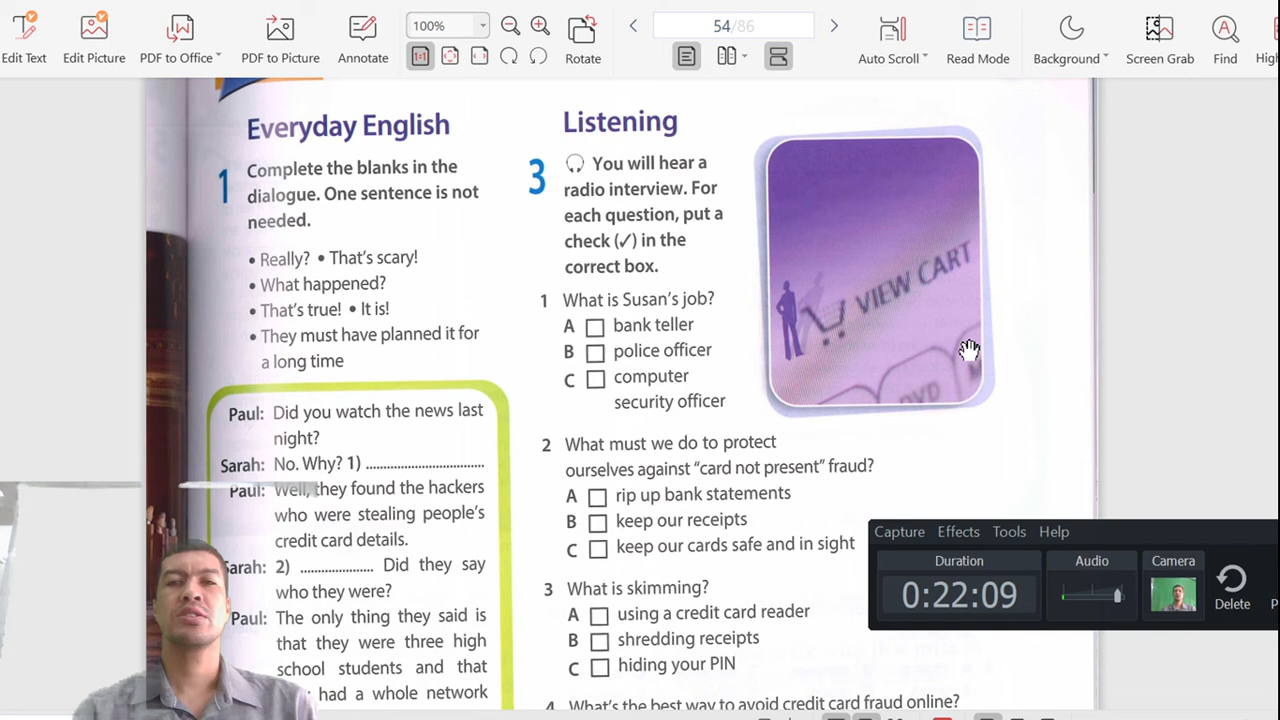 Edit Text
Edit Picture
PDF to Office
PDF to Picture
Annotate
100%
Rotate
54/86
Auto Scroll
Read Mode
Background
Screen Grab
Find
Everyday English
1 Complete the blanks in the
dialogue. One sentence is not
needed.
• Really? • That's scary!
• What happened?
• That's true! • It is!
• They must have planned it for
a long time
Paul: Did you watch the news last
night?
Sarah: No. Why? 1) ................................
Paul: Well, they found the hackers
who were stealing people's
credit card details.
Sarah: 2) .................... Did they say
who they were?
Paul: The only thing they said is
that they were three high
school students and that
had a whole network
Listening
3 You will hear a
radio interview. For
each question, put a
check (✓) in the
correct box.
1 What is Susan's job?
A bank teller
B police officer
C computer
security officer
2 What must we do to protect
ourselves against "card not present" fraud?
A rip up bank statements
B keep our receipts
C keep our cards safe and in sight
3 What is skimming?
A using a credit card reader
B shredding receipts
C hiding your PIN
4 What's the best way to avoid credit card fraud online?
VIEW CART
DVD
Capture Effects Tools Help
Duration
0:22:09
Audio
Camera
Delete